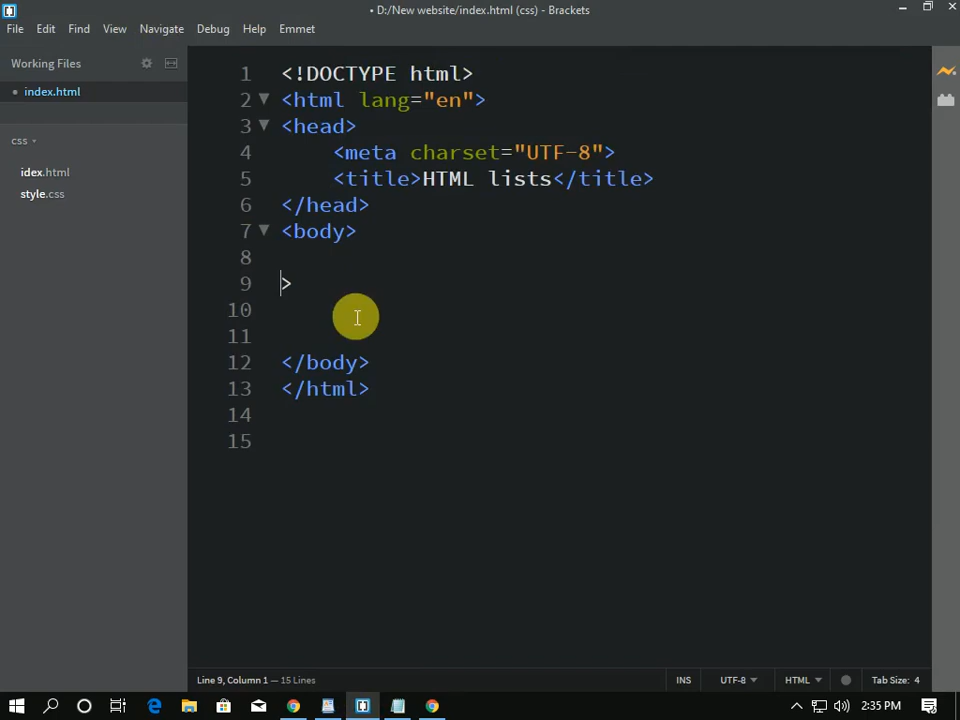 • D:/New website/index.html (css) - Brackets
File Edit Find View Navigate Debug Help Emmet
Working Files
• index.html
css
idex.html
style.css
1 <!DOCTYPE html>
2 <html lang="en">
3 <head>
4 <meta charset="UTF-8">
5 <title>HTML lists</title>
6 </head>
7 <body>
8
9 >
10
11
12 </body>
13 </html>
14
15
Line 9, Column 1 — 15 Lines
INS UTF-8 HTML Tab Size: 4
2:35 PM